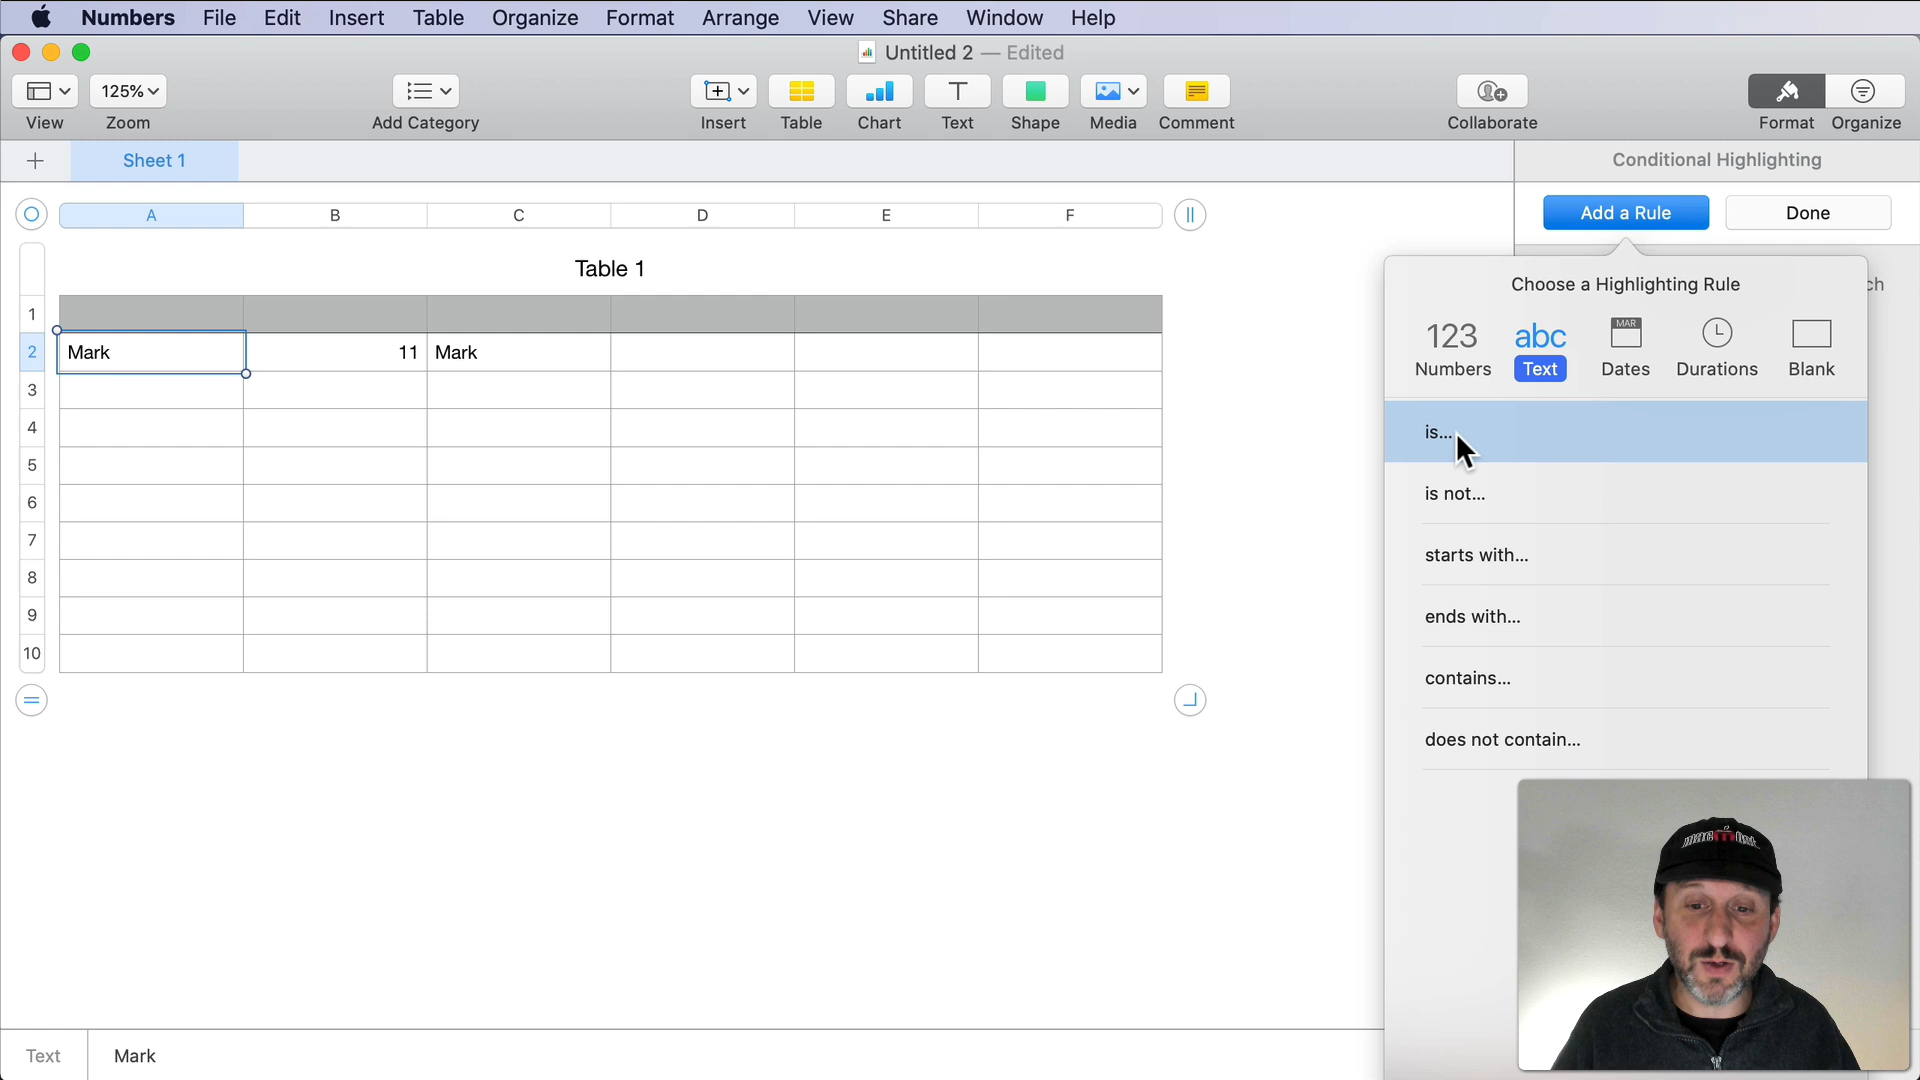 Numbers File Edit Insert Table Organize Format Arrange View Share Window Help
Untitled 2 — Edited
125%
View Zoom Add Category Insert Table Chart Text Shape Media Comment Collaborate Format Organize
Sheet 1
Conditional Highlighting
Add a Rule Done
A B C D E F
Table 1
1
2 Mark 11 Mark
3
4
5
6
7
8
9
10
Choose a Highlighting Rule
ch
123 abc MAR
Numbers Text Dates Durations Blank
is...
is not...
starts with...
ends with...
contains...
does not contain...
Text Mark